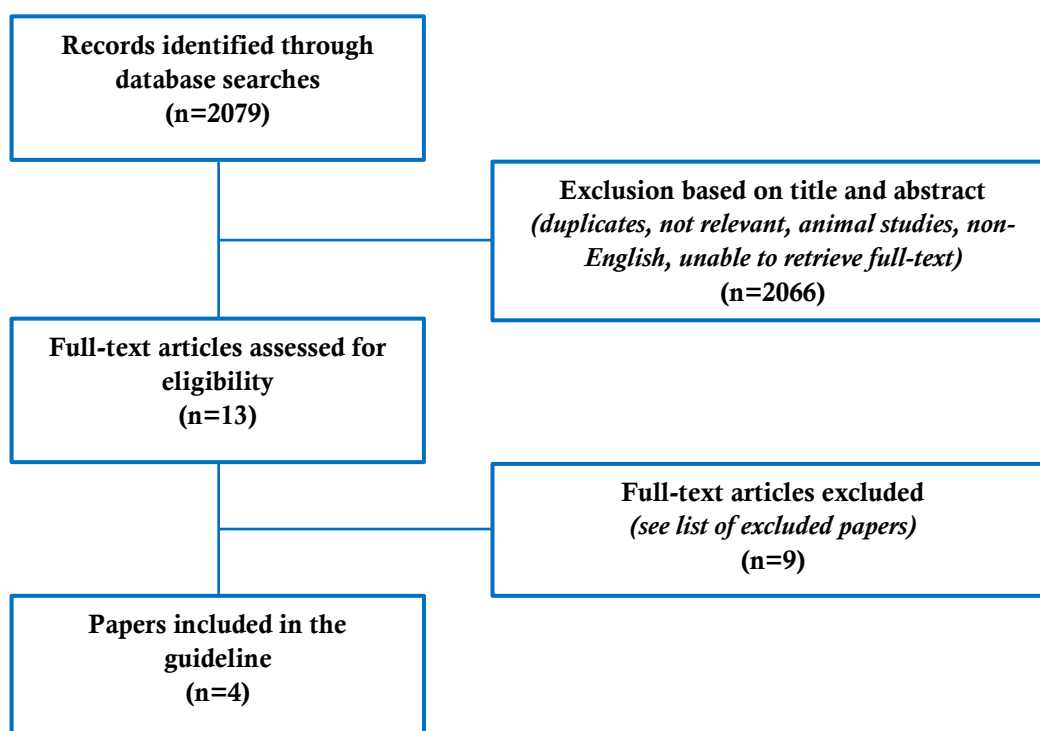 Records identified through
database searches
(n=2079)
Exclusion based on title and abstract
(duplicates, not relevant, animal studies, non-
English, unable to retrieve full-text)
(n=2066)
Full-text articles assessed for
eligibility
(n=13)
Full-text articles excluded
(see list of excluded papers)
(n=9)
Papers included in the
guideline
(n=4)